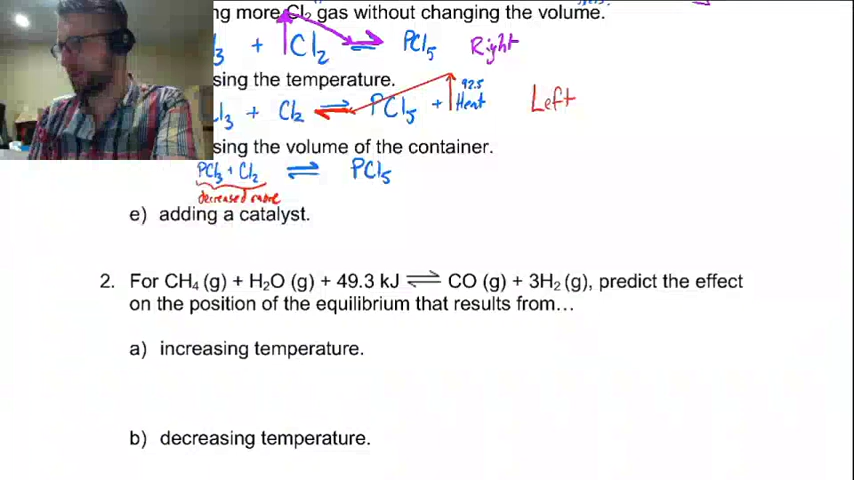 ng more Cl₂ gas without changing the volume.
3 + Cl₂ ⇌ PCl₅ Right
sing the temperature.
Cl₃ + Cl₂ ⇌ PCl₅ + Heat 92.5 Left
sing the volume of the container.
PCl₃ + Cl₂ ⇌ PCl₅
decreased more
e) adding a catalyst.
2. For CH₄ (g) + H₂O (g) + 49.3 kJ ⇌ CO (g) + 3H₂ (g), predict the effect
on the position of the equilibrium that results from…
a) increasing temperature.
b) decreasing temperature.